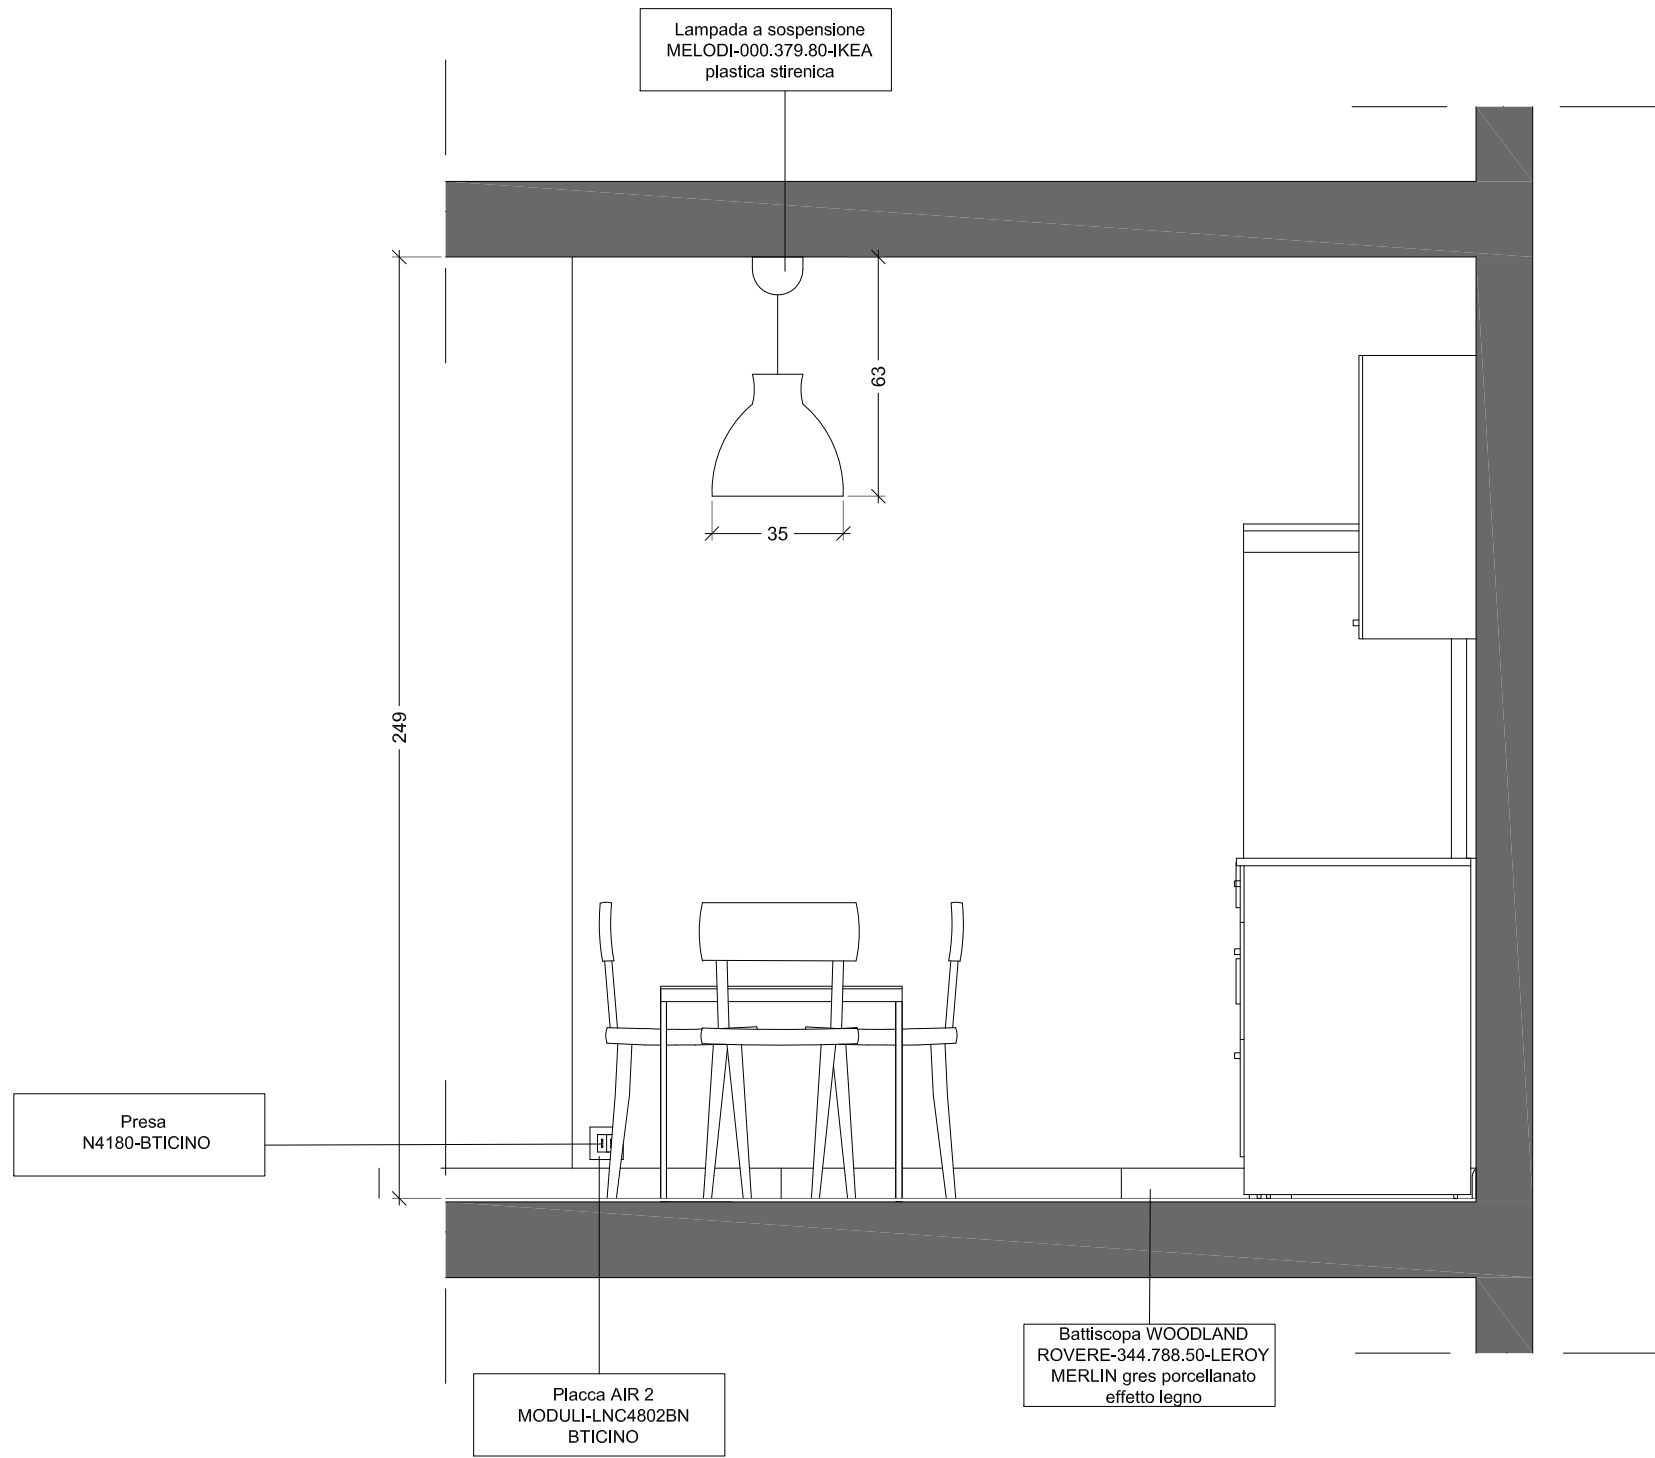 Lampada a sospensione
MELODI-000.379.80-IKEA
plastica stirenica
63
35
249
Presa
N4180-BTICINO
Placca AIR 2
MODULI-LNC4802BN
BTICINO
Battiscopa WOODLAND
ROVERE-344.788.50-LEROY
MERLIN gres porcellanato
effetto legno